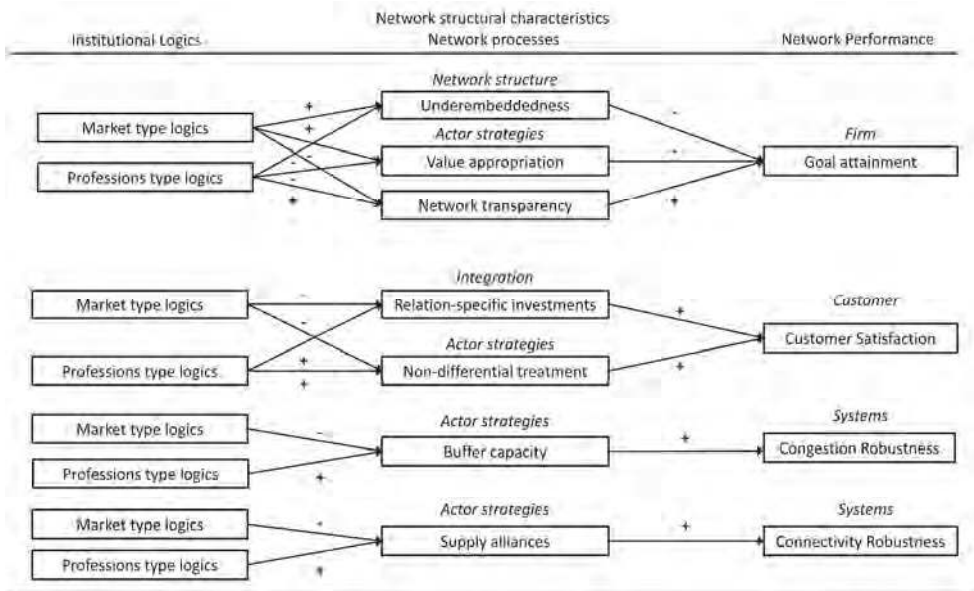 Network structural characteristics
Institutional Logics Network processes Network Performance
Network structure
+ Underembeddedness -
Market type logics + Actor strategies Firm
- - Value appropriation - Goal attainment
Professions type logics -
+ Network transparency +
Integration
Market type logics - Relation-specific investments Customer
- + Customer Satisfaction
Actor strategies
Professions type logics + Non-differential treatment +
+
Actor strategies Systems
Market type logics - +
Buffer capacity Congestion Robustness
Professions type logics +
Actor strategies Systems
Market type logics - +
Supply alliances Connectivity Robustness
Professions type logics +